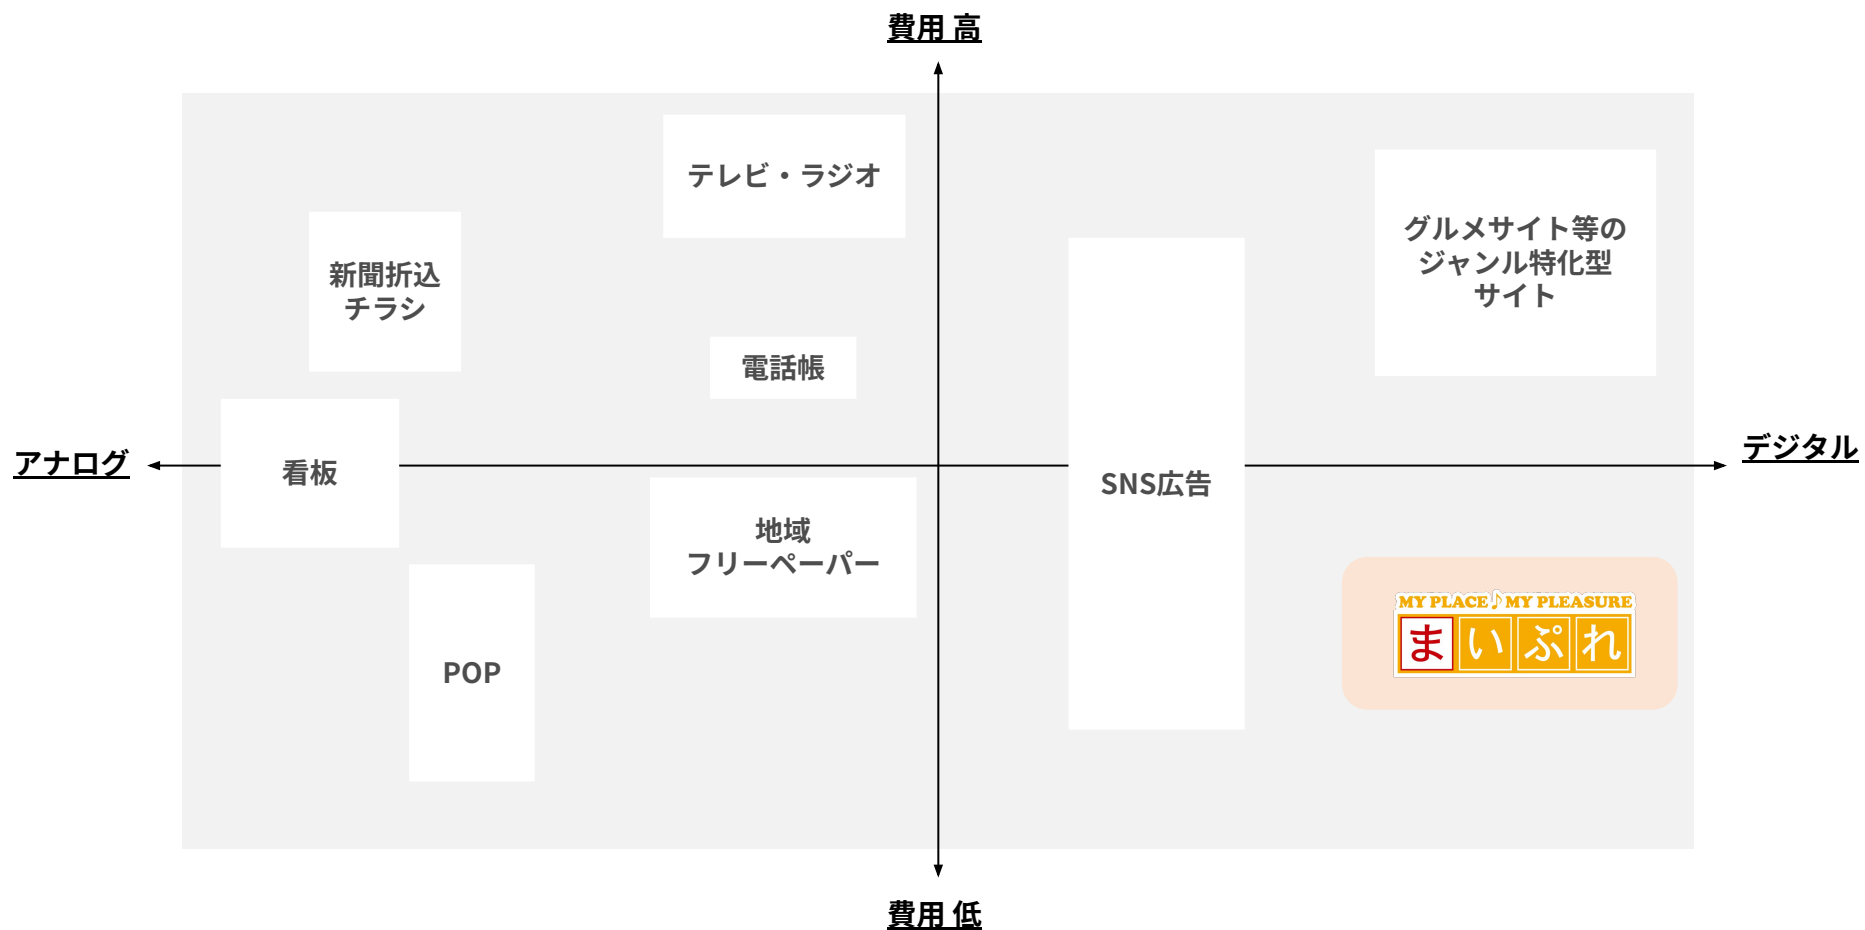 費用 高
テレビ・ラジオ
グルメサイト等の
ジャンル特化型
サイト
新聞折込
チラシ
電話帳
アナログ
デジタル
看板
SNS広告
地域
フリーペーパー
MY PLACE♪MY PLEASURE
まいぷれ
POP
費用 低